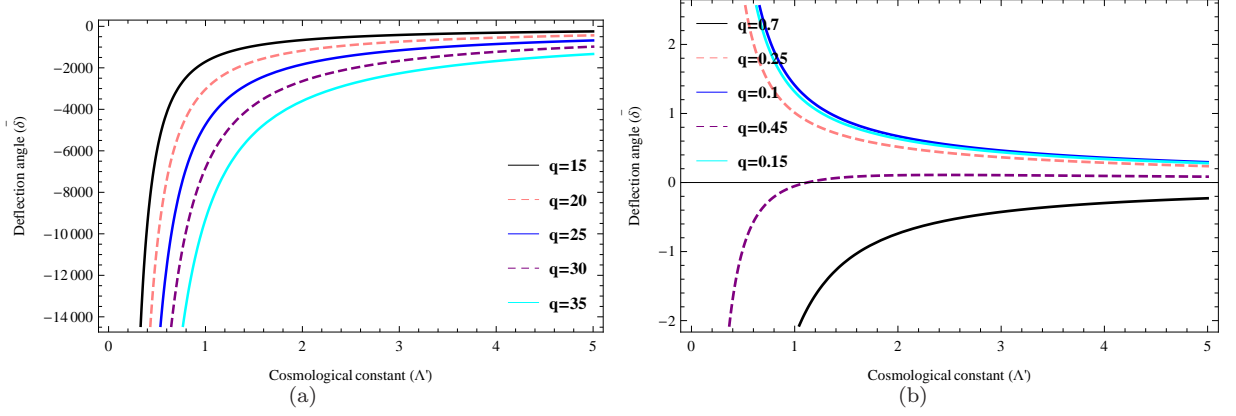 0
−2000
−4000
−6000
−8000
−10 000
−12 000
−14 000
Deflection angle (δ̄)
q=15
q=20
q=25
q=30
q=35
0 1 2 3 4 5
Cosmological constant (Λ')
(a)
2
1
0
−1
−2
Deflection angle (δ̄)
q=0.7
q=0.25
q=0.1
q=0.45
q=0.15
0 1 2 3 4 5
Cosmological constant (Λ')
(b)